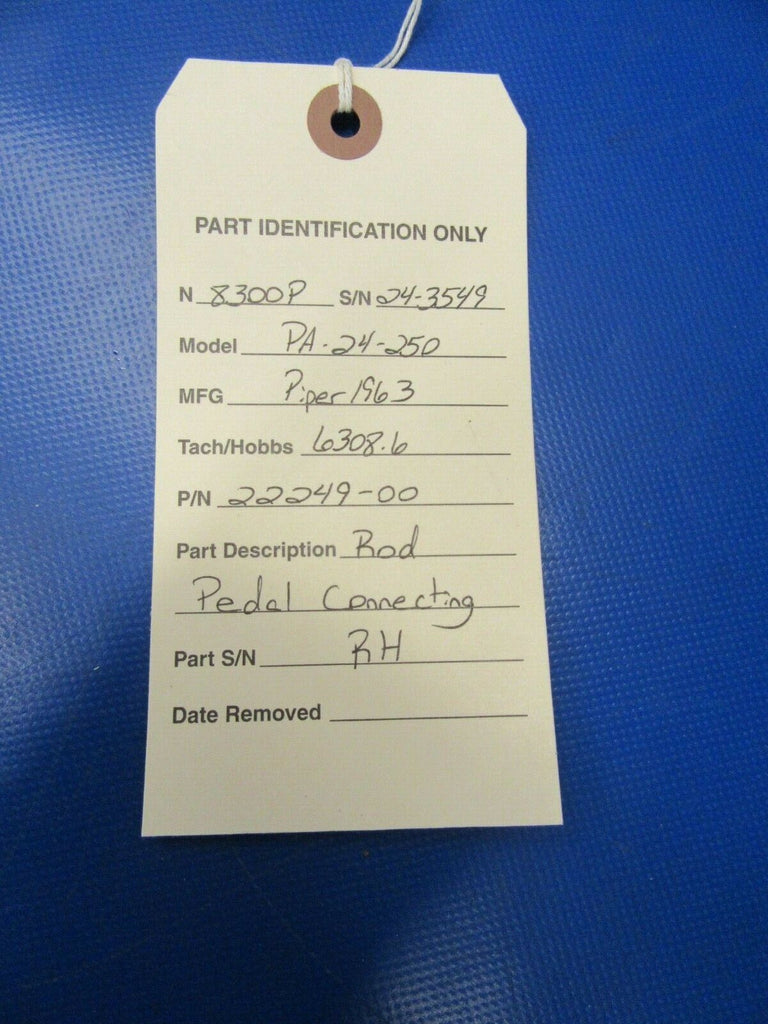 PART IDENTIFICATION ONLY
N 8300P S/N 24-3549
Model PA-24-250
MFG Piper 1963
Tach/Hobbs 6308.6
P/N 22249-00
Part Description Rod
Pedal Connecting
Part S/N RH
Date Removed